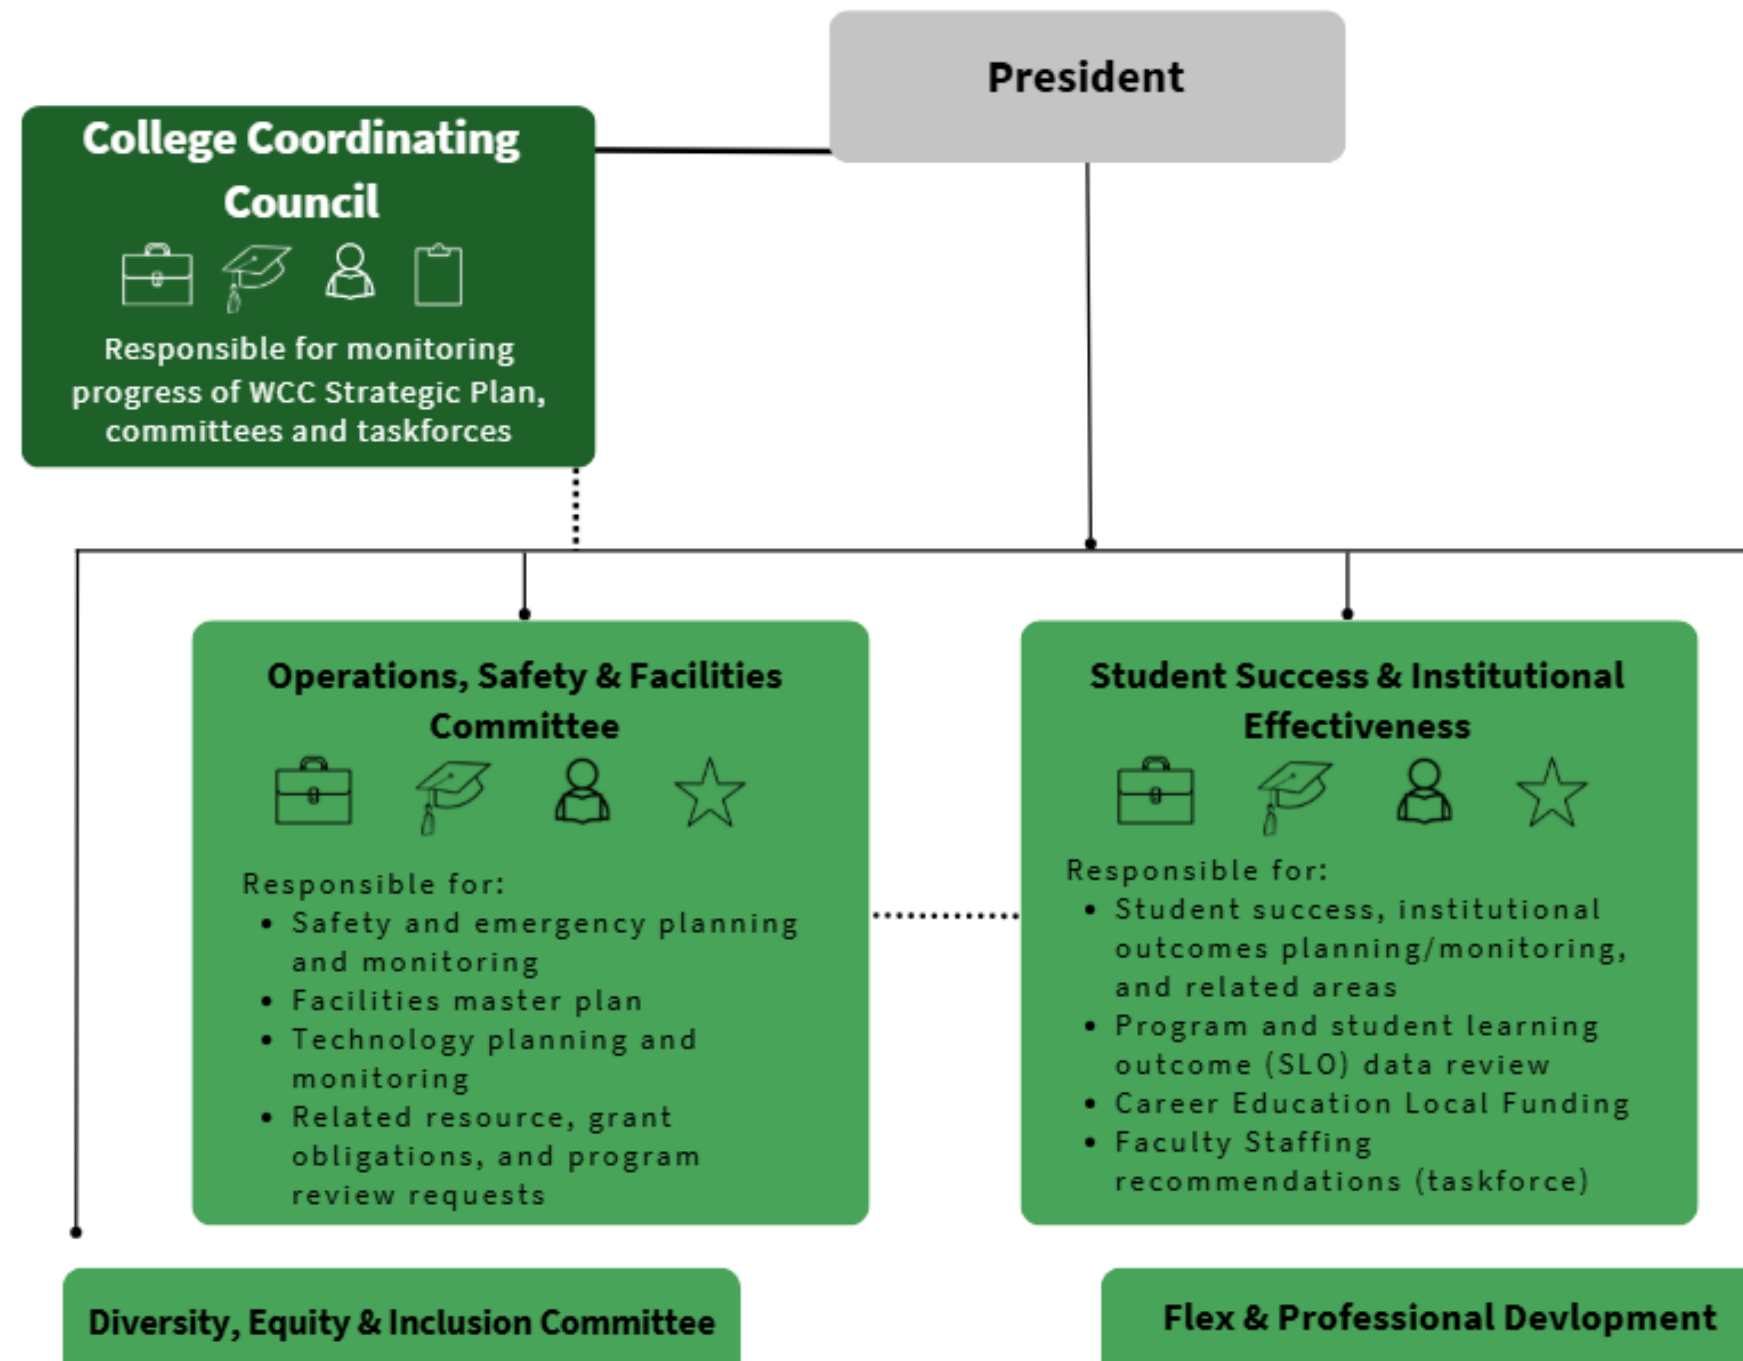 President
College Coordinating
Council
Responsible for monitoring
progress of WCC Strategic Plan,
committees and taskforces
Operations, Safety & Facilities
Committee
Responsible for:
• Safety and emergency planning
and monitoring
• Facilities master plan
• Technology planning and
monitoring
• Related resource, grant
obligations, and program
review requests
Student Success & Institutional
Effectiveness
Responsible for:
• Student success, institutional
outcomes planning/monitoring,
and related areas
• Program and student learning
outcome (SLO) data review
• Career Education Local Funding
• Faculty Staffing
recommendations (taskforce)
Diversity, Equity & Inclusion Committee
Flex & Professional Devlopment